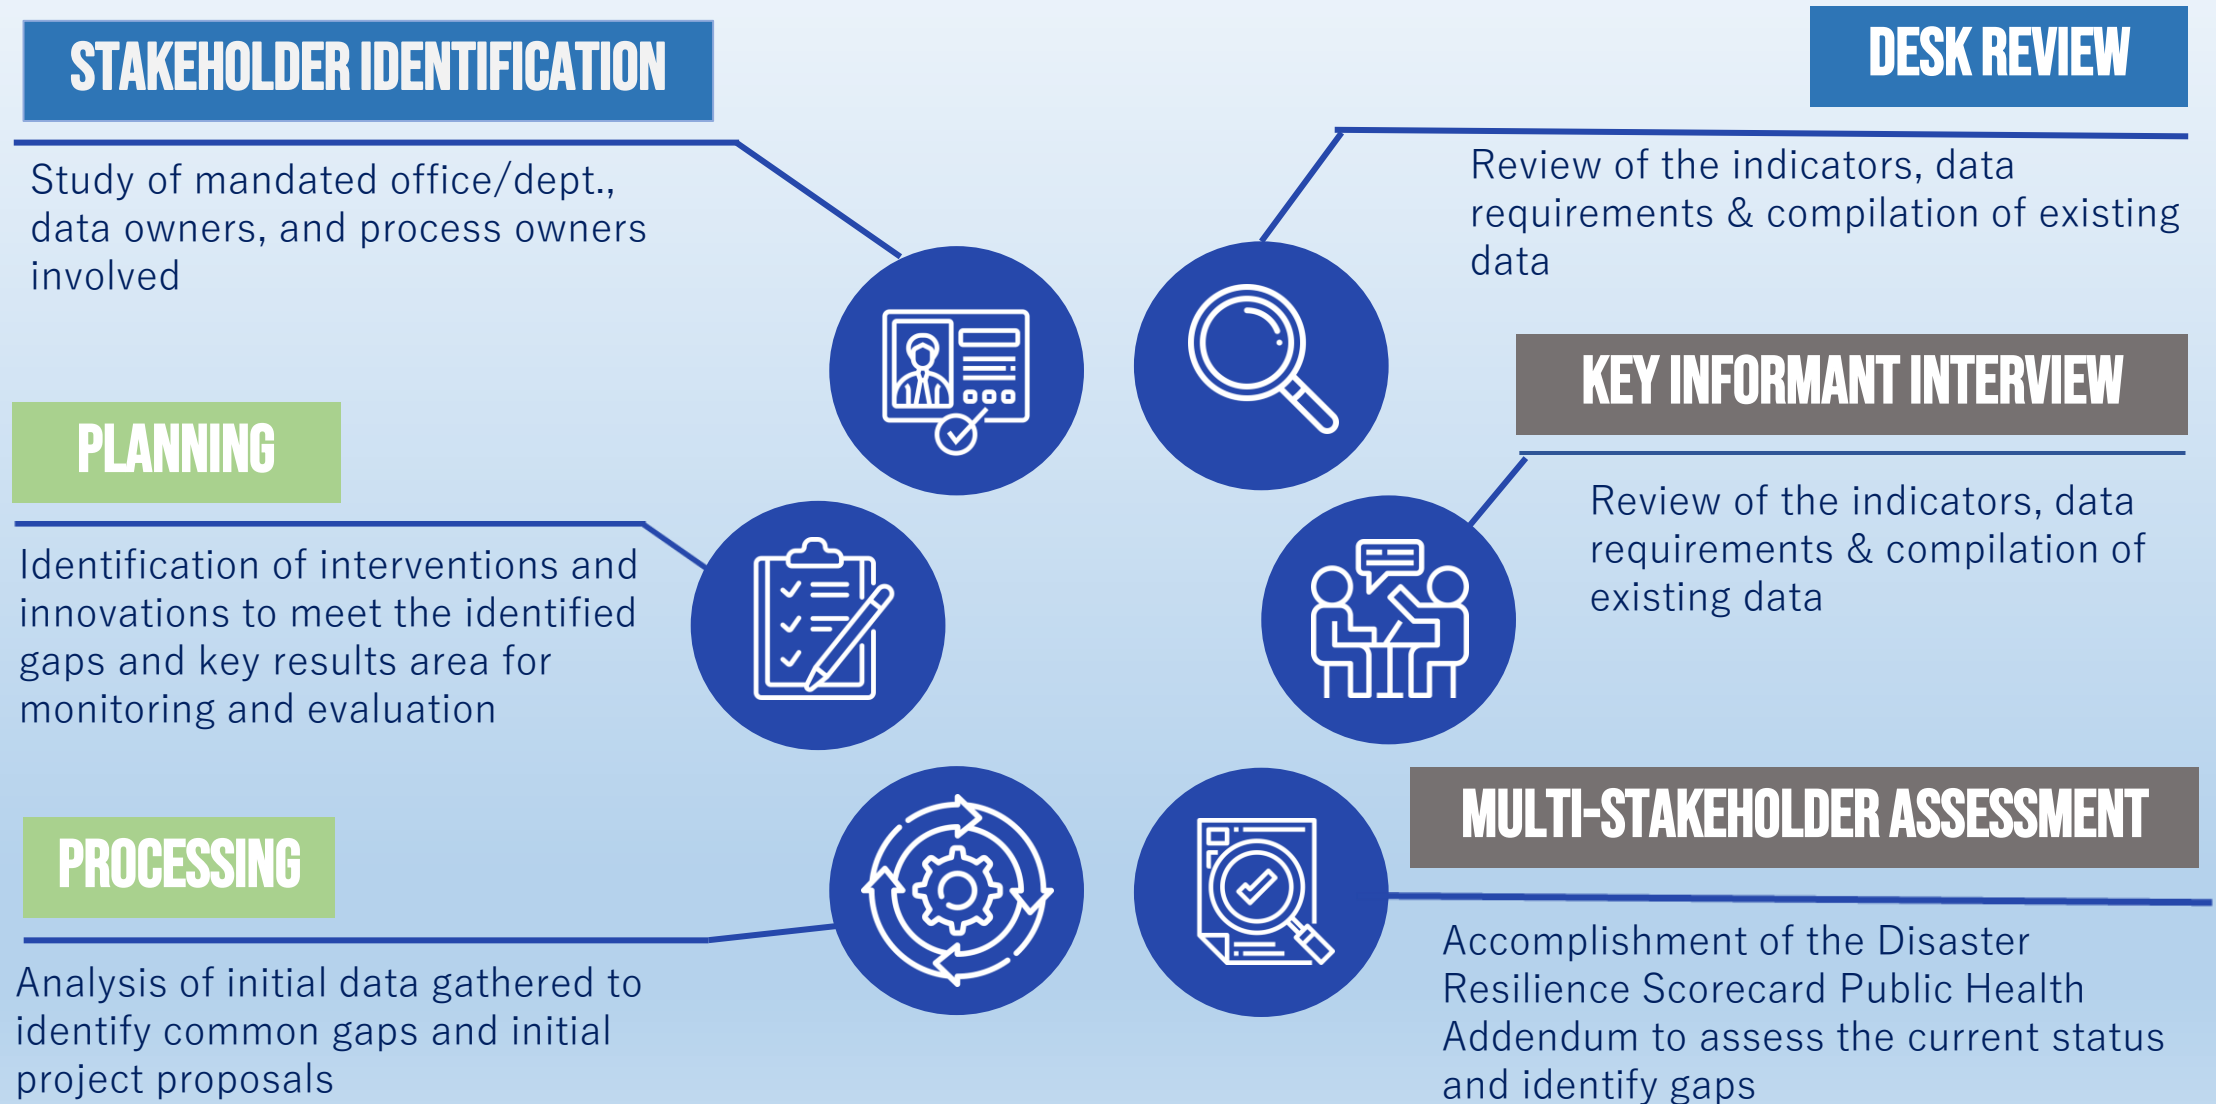 STAKEHOLDER IDENTIFICATION
Study of mandated office/dept.,
data owners, and process owners
involved
DESK REVIEW
Review of the indicators, data
requirements & compilation of existing
data
KEY INFORMANT INTERVIEW
Review of the indicators, data
requirements & compilation of
existing data
MULTI-STAKEHOLDER ASSESSMENT
Accomplishment of the Disaster
Resilience Scorecard Public Health
Addendum to assess the current status
and identify gaps
PROCESSING
Analysis of initial data gathered to
identify common gaps and initial
project proposals
PLANNING
Identification of interventions and
innovations to meet the identified
gaps and key results area for
monitoring and evaluation